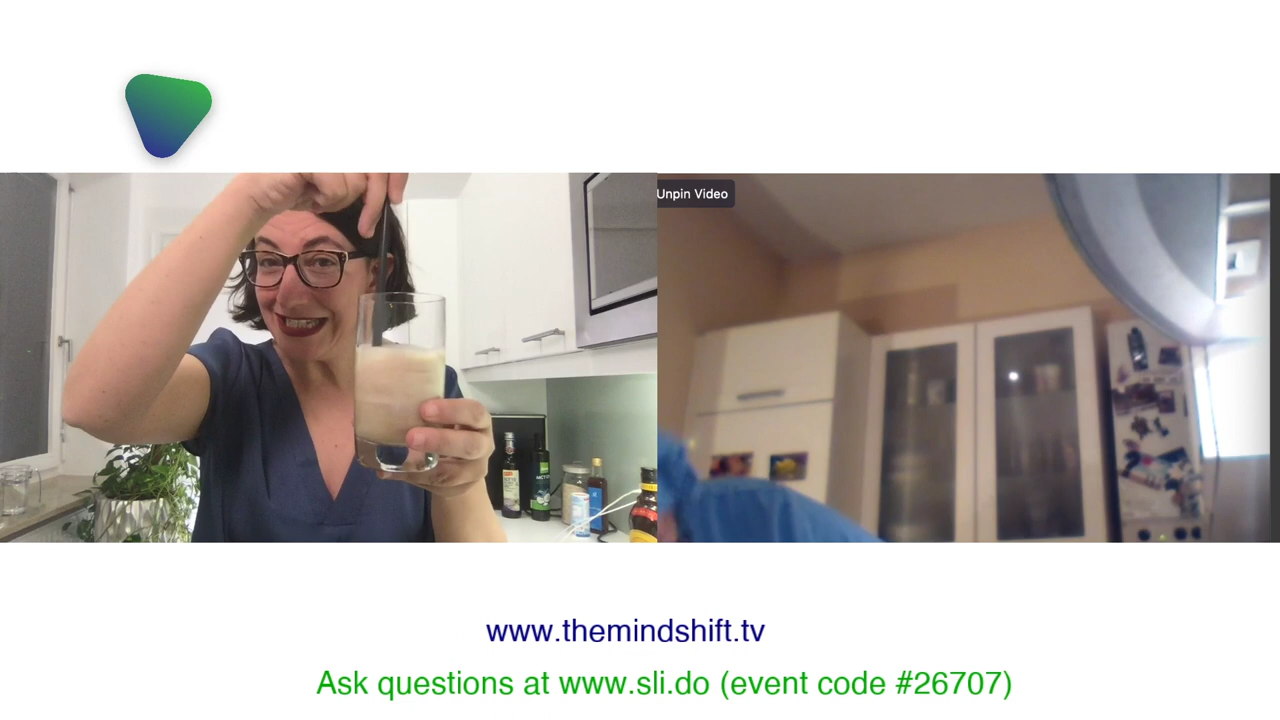 Unpin Video
www.themindshift.tv
Ask questions at www.sli.do (event code #26707)